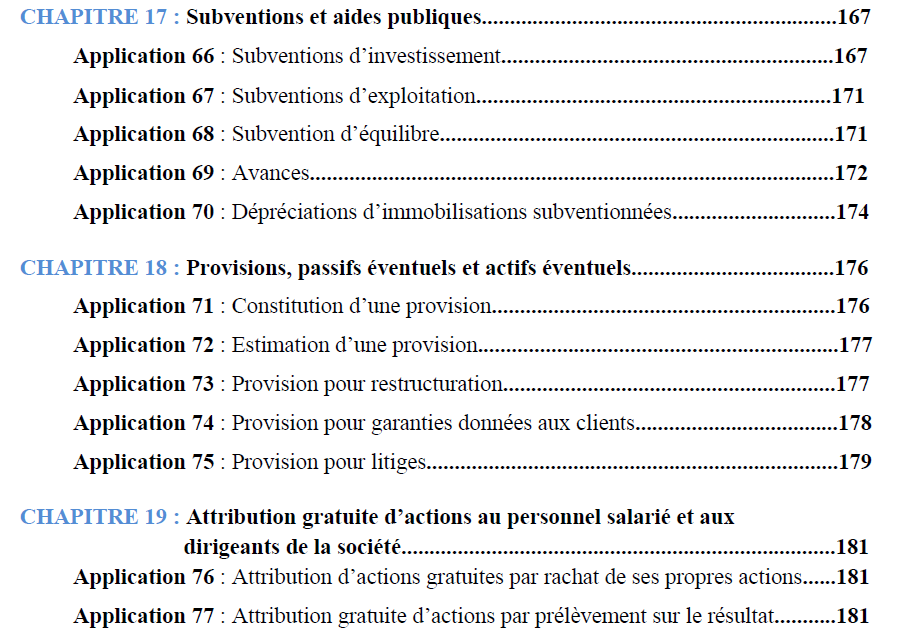 CHAPITRE 17 : Subventions et aides publiques...............................................................167
Application 66 : Subventions d’investissement...........................................................167
Application 67 : Subventions d’exploitation...............................................................171
Application 68 : Subvention d’équilibre......................................................................171
Application 69 : Avances.............................................................................................172
Application 70 : Dépréciations d’immobilisations subventionnées.............................174
CHAPITRE 18 : Provisions, passifs éventuels et actifs éventuels....................................176
Application 71 : Constitution d’une provision.............................................................176
Application 72 : Estimation d’une provision................................................................177
Application 73 : Provision pour restructuration...........................................................177
Application 74 : Provision pour garanties données aux clients....................................178
Application 75 : Provision pour litiges.........................................................................179
CHAPITRE 19 : Attribution gratuite d’actions au personnel salarié et aux
dirigeants de la société.............................................................................181
Application 76 : Attribution d’actions gratuites par rachat de ses propres actions......181
Application 77 : Attribution gratuite d’actions par prélèvement sur le résultat...........181